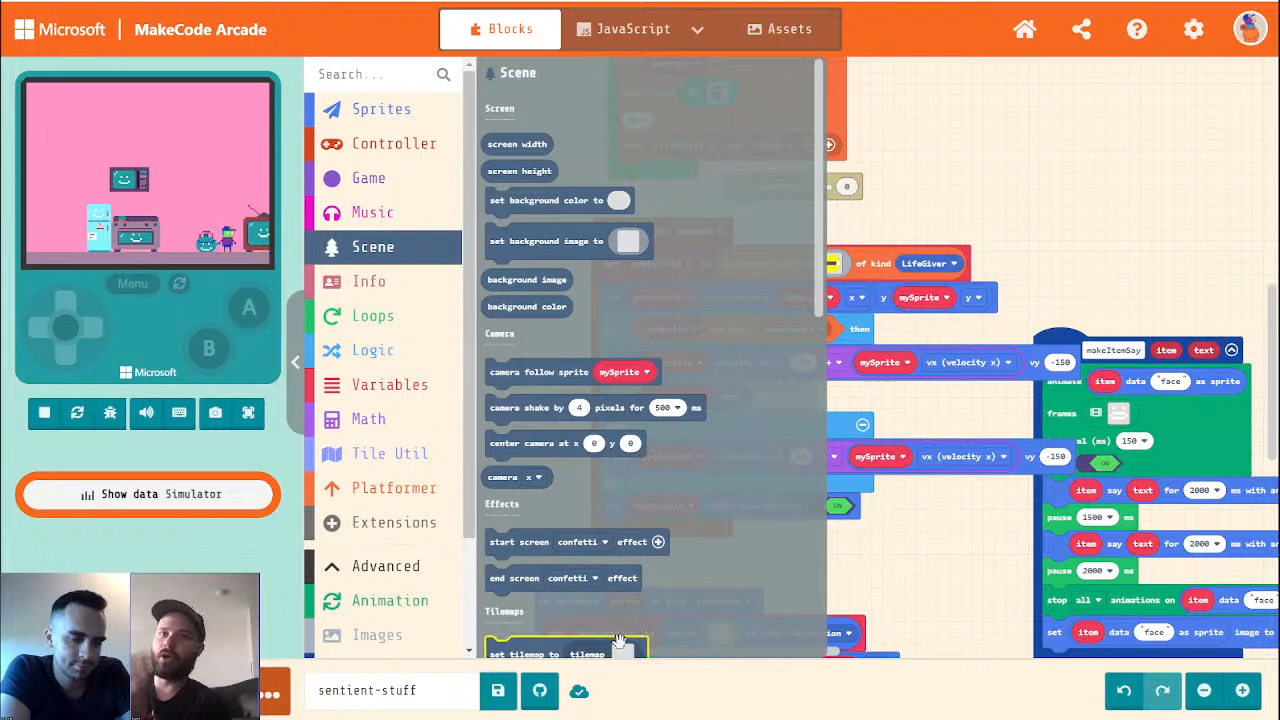 Microsoft
MakeCode Arcade
Blocks
JavaScript
Assets
Menu
A
B
Microsoft
Show data Simulator
Search...
Sprites
Controller
Game
Music
Scene
Info
Loops
Logic
Variables
Math
Tile Util
Platformer
Extensions
Advanced
Animation
Images
Scene
Screen
screen width
screen height
set background color to
set background image to
background image
background color
Camera
camera follow sprite mySprite
camera shake by 4 pixels for 500 ms
center camera at x 0 y 0
camera x
Effects
start screen confetti effect
end screen confetti effect
Tilemaps
set tilemap to tilemap
0
of kind LifeGiver
x y mySprite y
then
+ mySprite vx (velocity x) vy -150
mySprite vx (velocity x) vy -150
ON
makeItemSay item text
animate item data "face" as sprite
frames
(ms) 150
ON
item say text for 2000 ms with
pause 1500 ms
item say text for 2000 ms with
pause 2000 ms
stop all animations on item data "face
set item data "face" as sprite image to
sentient-stuff